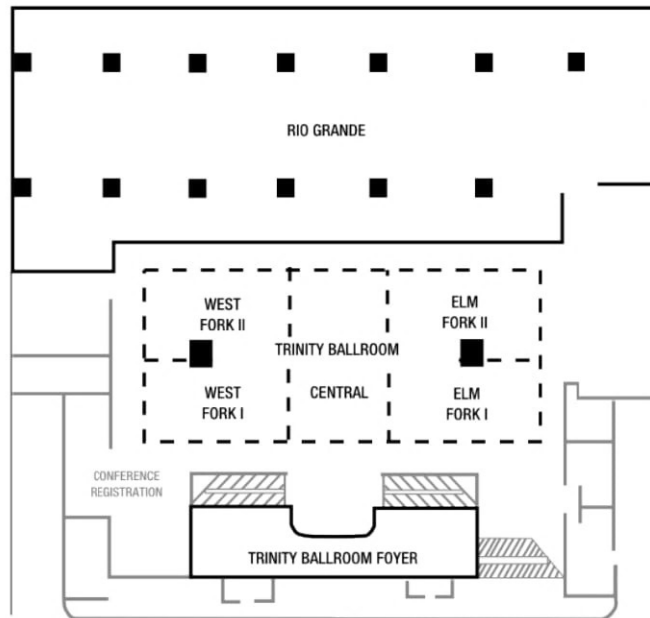 RIO GRANDE
WEST
FORK II
ELM
FORK II
TRINITY BALLROOM
WEST
FORK I
CENTRAL
ELM
FORK I
CONFERENCE
REGISTRATION
TRINITY BALLROOM FOYER